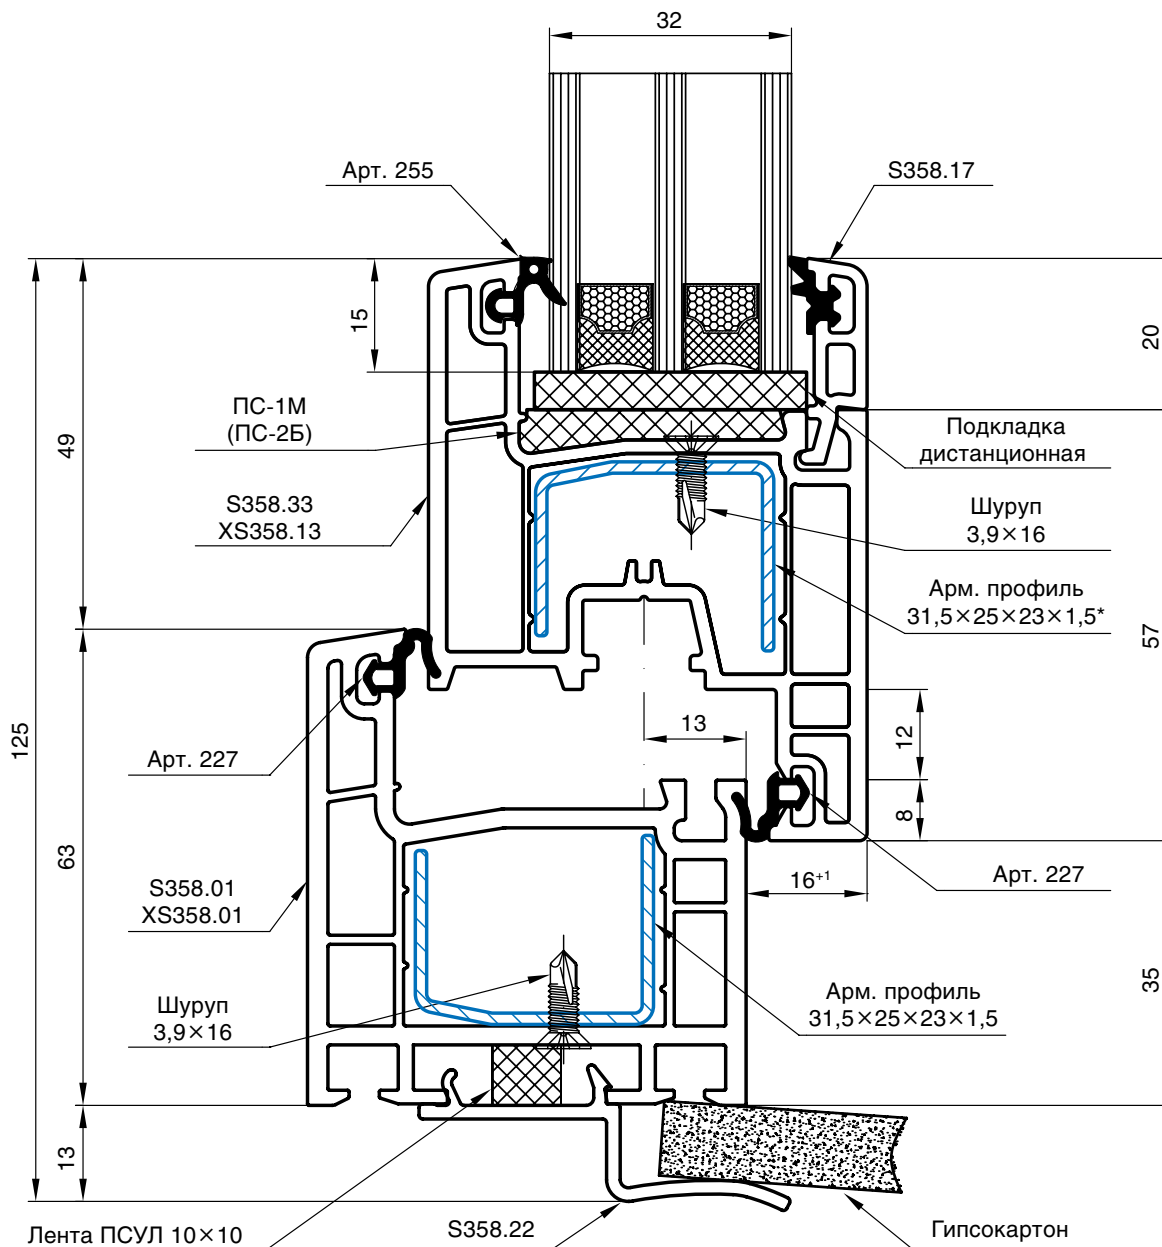 32
Арт. 255
S358.17
15
20
49
ПС-1М
(ПС-2Б)
Подкладка
дистанционная
S358.33
XS358.13
Шуруп
3,9×16
Арм. профиль
31,5×25×23×1,5*
57
125
13
12
Арт. 227
8
63
S358.01
XS358.01
16+1
Арт. 227
Шуруп
3,9×16
Арм. профиль
31,5×25×23×1,5
35
13
Лента ПСУЛ 10×10
S358.22
Гипсокартон